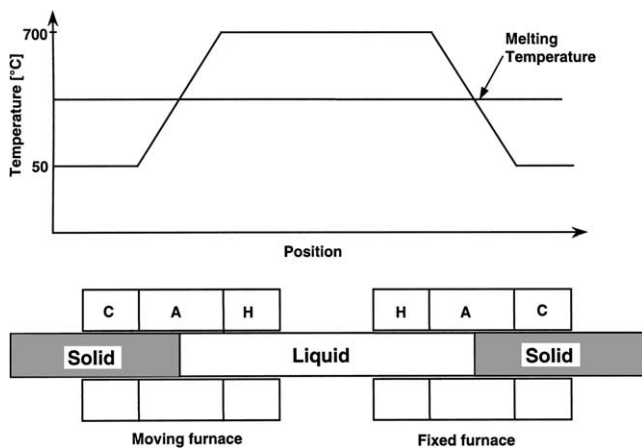 700
Melting
Temperature
Temperature [°C]
50
Position
C A H H A C
Solid Liquid Solid
Moving furnace Fixed furnace